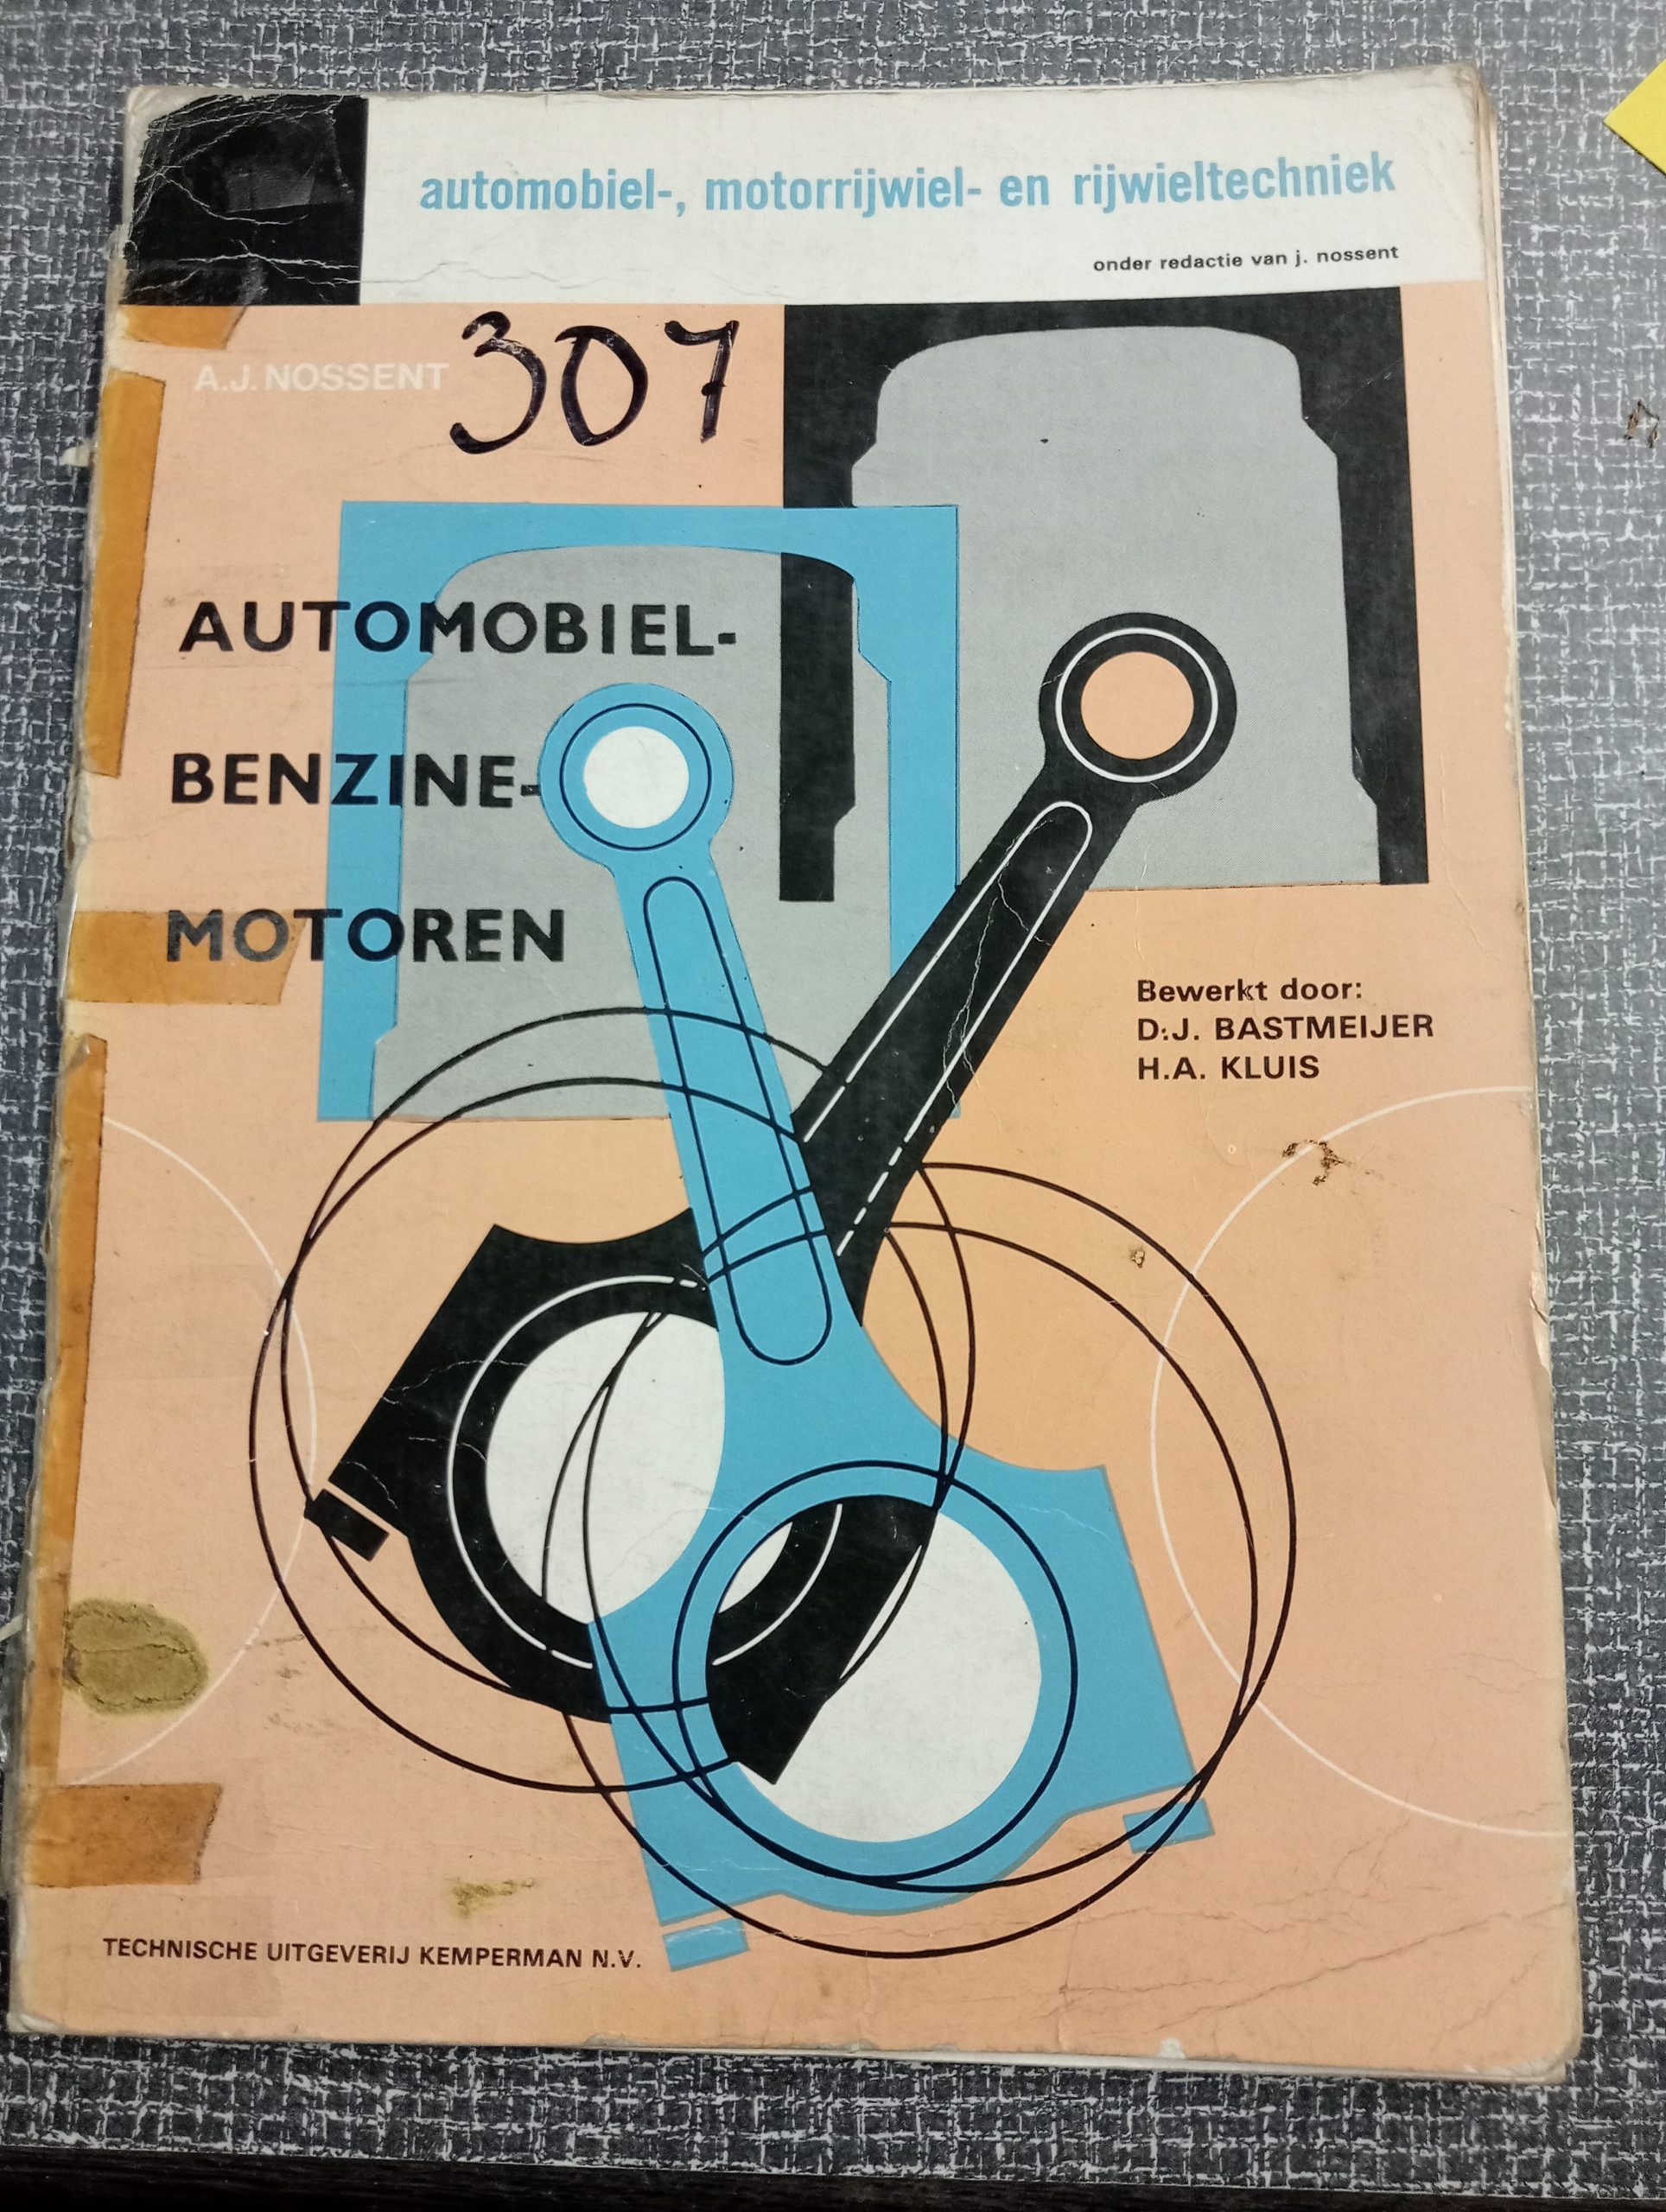 automobiel-, motorrijwiel- en rijwieltechniek
onder redactie van j. nossent
A.J. NOSSENT
307
AUTOMOBIEL-
BENZINE-
MOTOREN
Bewerkt door:
D.J. BASTMEIJER
H.A. KLUIS
TECHNISCHE UITGEVERIJ KEMPERMAN N.V.